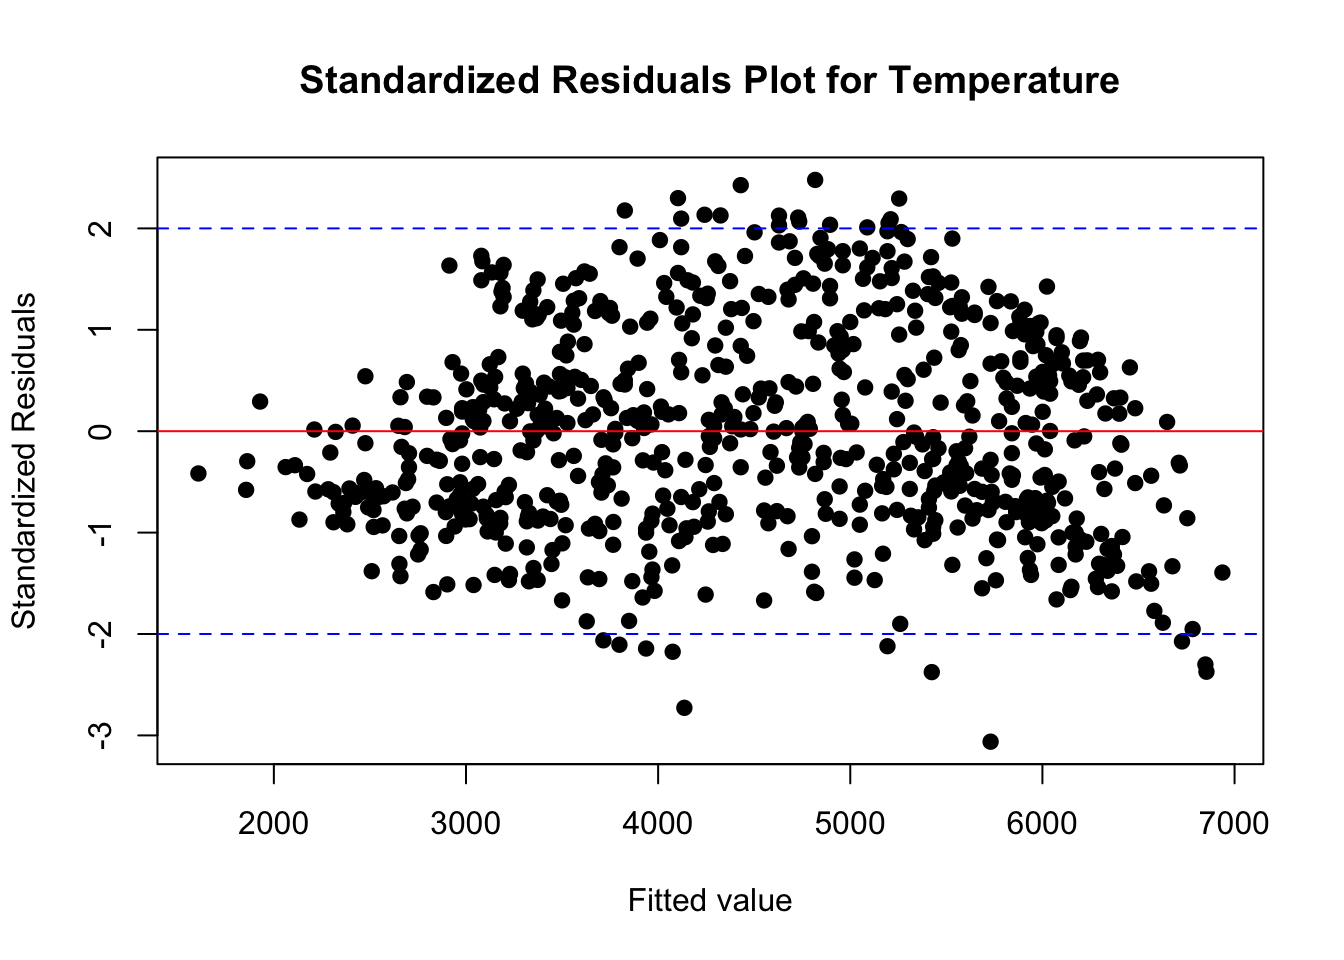 Standardized Residuals Plot for Temperature
Standardized Residuals
2
1
0
-1
-2
-3
2000 3000 4000 5000 6000 7000
Fitted value